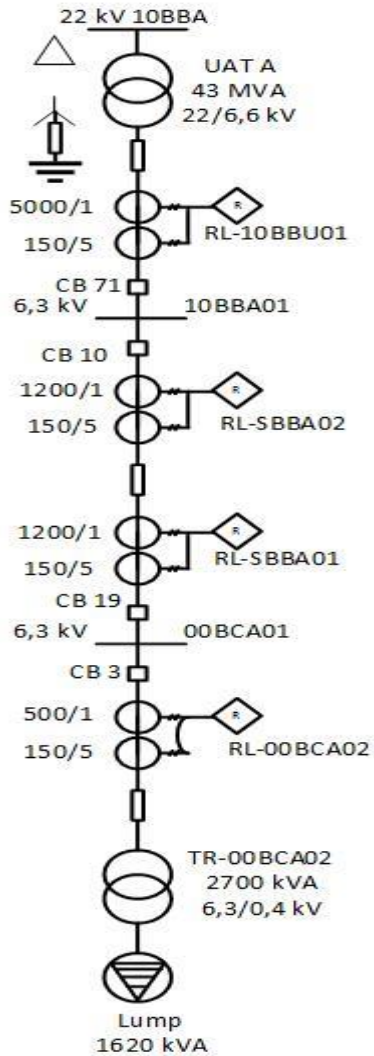 22 kV 10BBA
UAT A
43 MVA
22/6,6 kV
5000/1
R
RL-10BBU01
150/5
CB 71
6,3 kV
10BBA01
CB 10
1200/1
R
150/5
RL-SBBA02
1200/1
R
RL-SBBA01
150/5
CB 19
6,3 kV
00BCA01
CB 3
500/1
R
150/5
RL-00BCA02
TR-00BCA02
2700 kVA
6,3/0,4 kV
Lump
1620 kVA